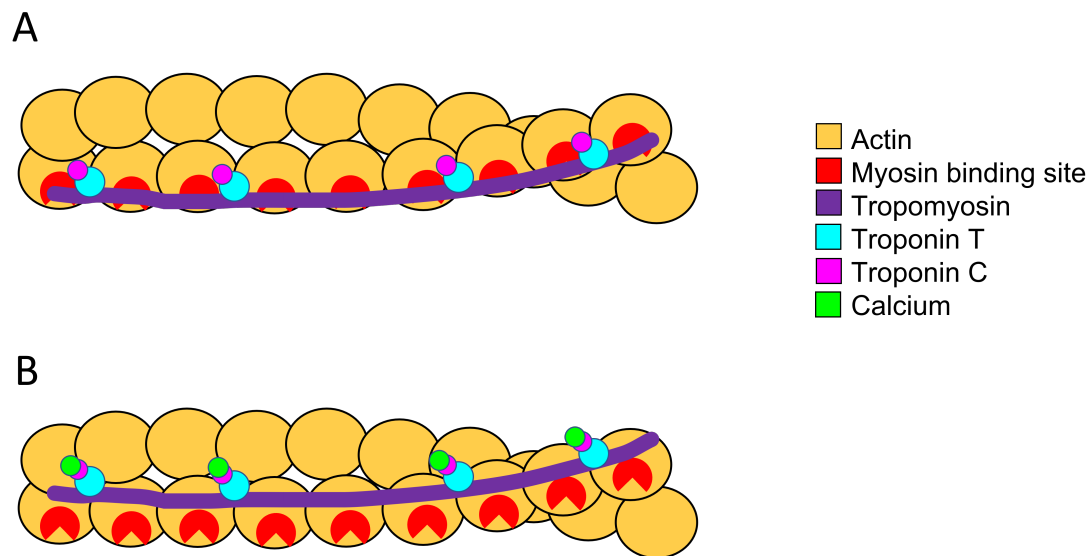 A
Actin
Myosin binding site
Tropomyosin
Troponin T
Troponin C
Calcium
B